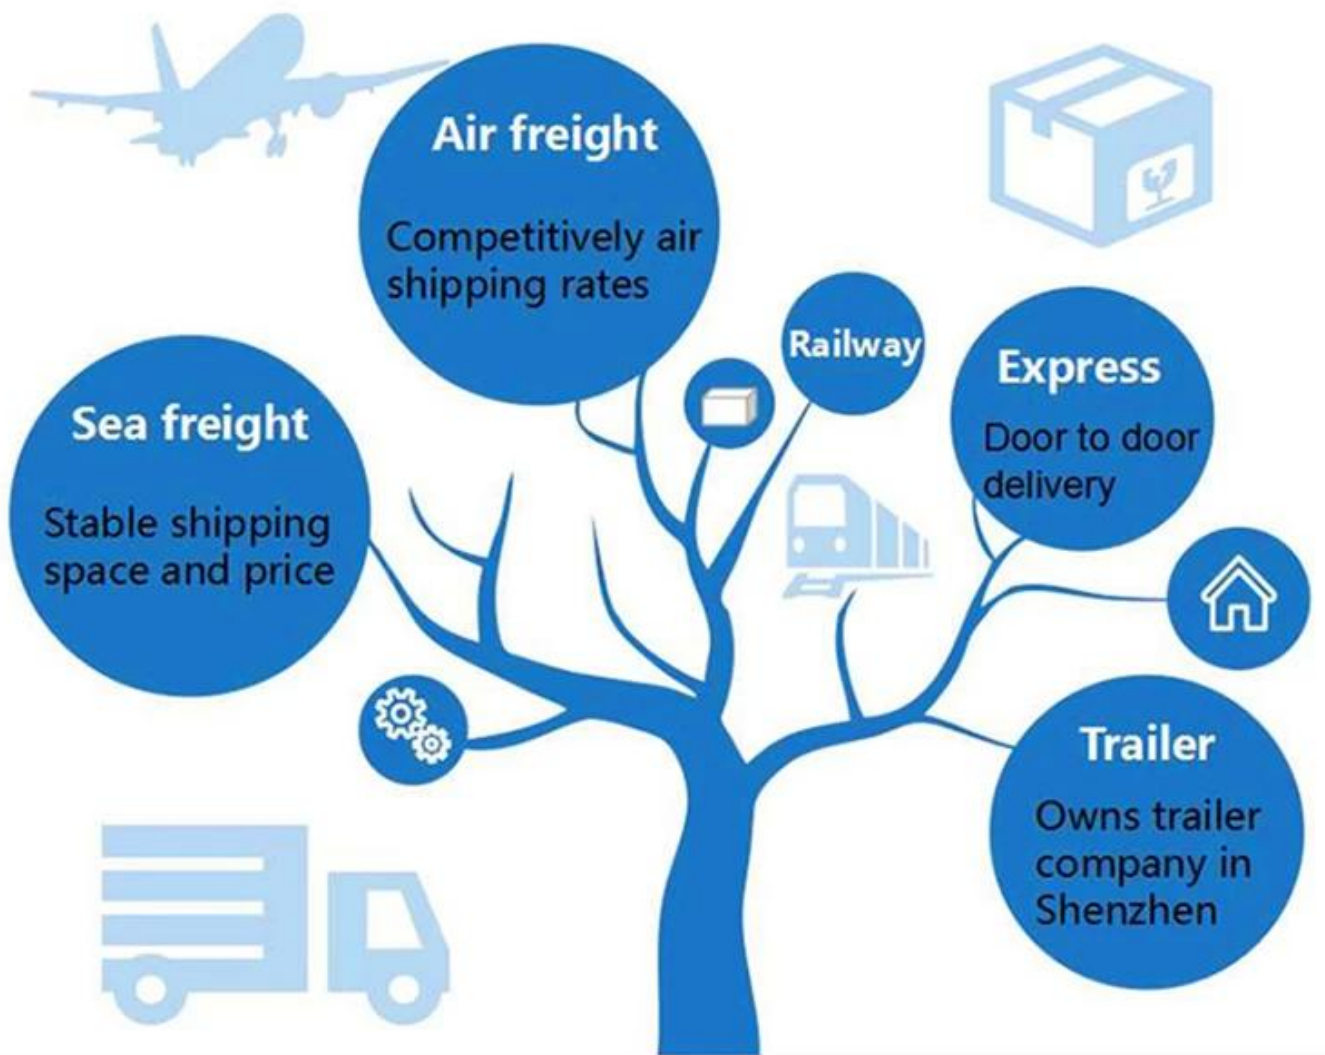 Air freight
Competitively air
shipping rates
Railway
Express
Door to door
delivery
Sea freight
Stable shipping
space and price
Trailer
Owns trailer
company in
Shenzhen